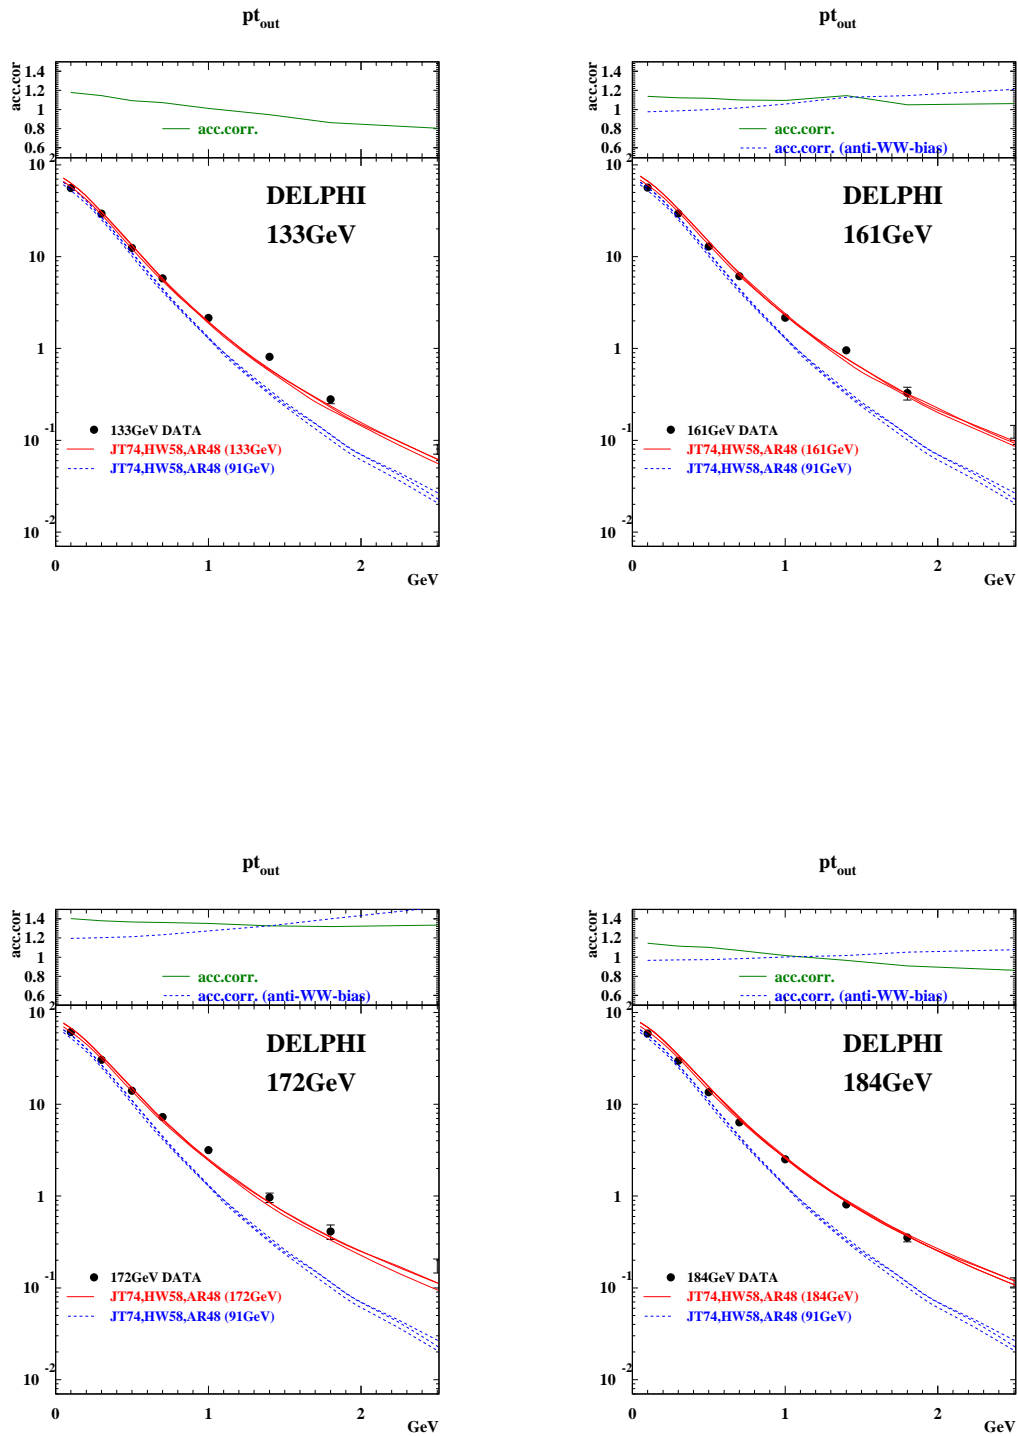 pt_out
acc.cor
1.4
1.2
1
0.8
0.6
acc.corr.
10^2
10
1
10^-1
10^-2
DELPHI
133GeV
133GeV DATA
JT74,HW58,AR48 (133GeV)
JT74,HW58,AR48 (91GeV)
0 1 2
GeV
pt_out
acc.cor
1.4
1.2
1
0.8
0.6
acc.corr.
acc.corr. (anti-WW-bias)
10^2
10
1
10^-1
10^-2
DELPHI
161GeV
161GeV DATA
JT74,HW58,AR48 (161GeV)
JT74,HW58,AR48 (91GeV)
0 1 2
GeV
pt_out
acc.cor
1.4
1.2
1
0.8
0.6
acc.corr.
acc.corr. (anti-WW-bias)
10^2
10
1
10^-1
10^-2
DELPHI
172GeV
172GeV DATA
JT74,HW58,AR48 (172GeV)
JT74,HW58,AR48 (91GeV)
0 1 2
GeV
pt_out
acc.cor
1.4
1.2
1
0.8
0.6
acc.corr.
acc.corr. (anti-WW-bias)
10^2
10
1
10^-1
10^-2
DELPHI
184GeV
184GeV DATA
JT74,HW58,AR48 (184GeV)
JT74,HW58,AR48 (91GeV)
0 1 2
GeV